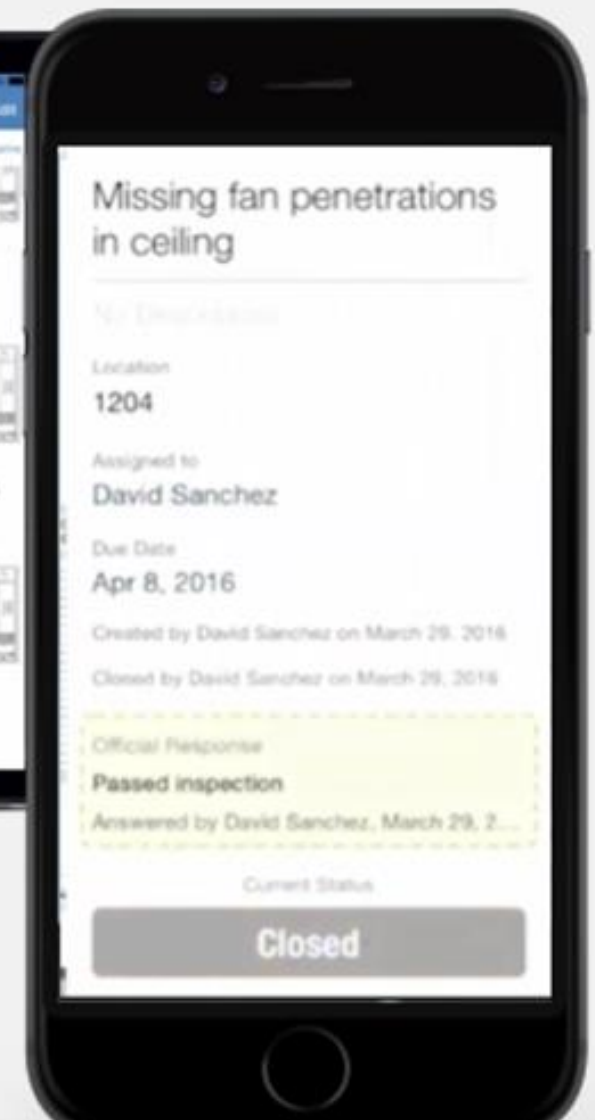 Missing fan penetrations
in ceiling
No Description
Location
1204
Assigned to
David Sanchez
Due Date
Apr 8, 2016
Created by David Sanchez on March 29, 2016
Closed by David Sanchez on March 29, 2016
Official Response
Passed inspection
Answered by David Sanchez, March 29, 2...
Current Status
Closed